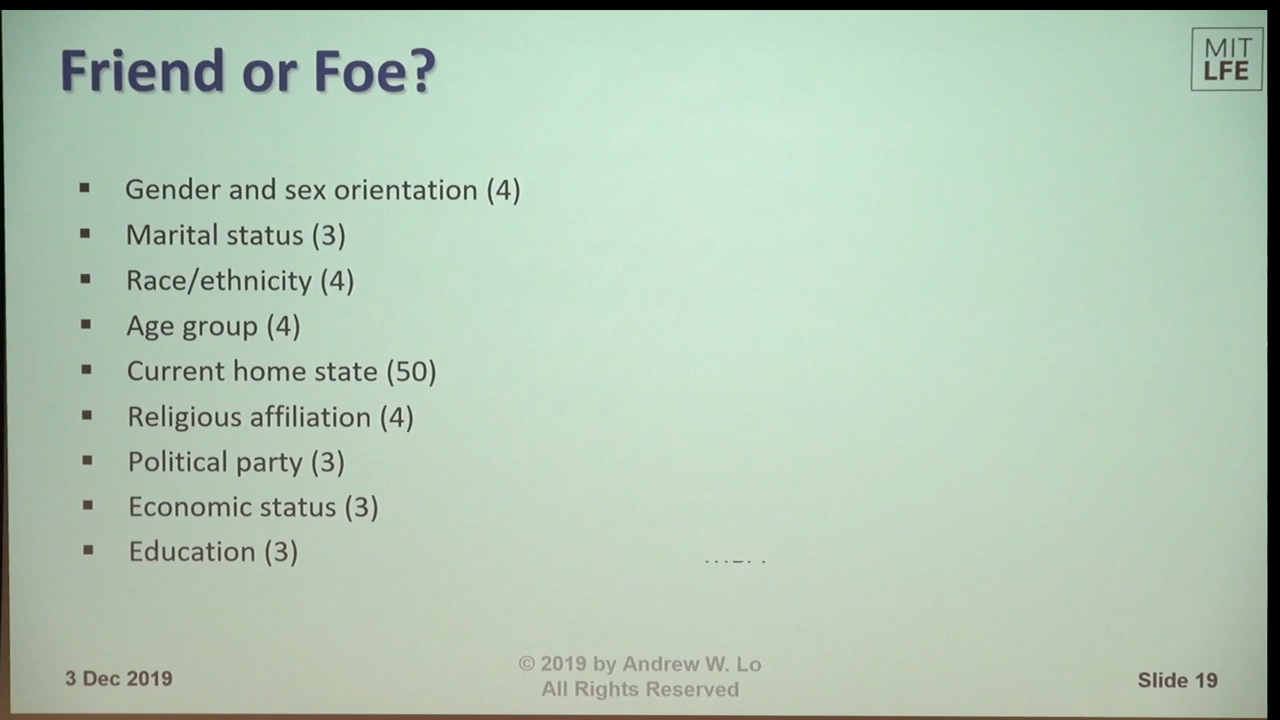 Friend or Foe?
MIT
LFE
▪ Gender and sex orientation (4)
▪ Marital status (3)
▪ Race/ethnicity (4)
▪ Age group (4)
▪ Current home state (50)
▪ Religious affiliation (4)
▪ Political party (3)
▪ Economic status (3)
▪ Education (3)
3 Dec 2019
© 2019 by Andrew W. Lo
All Rights Reserved
Slide 19